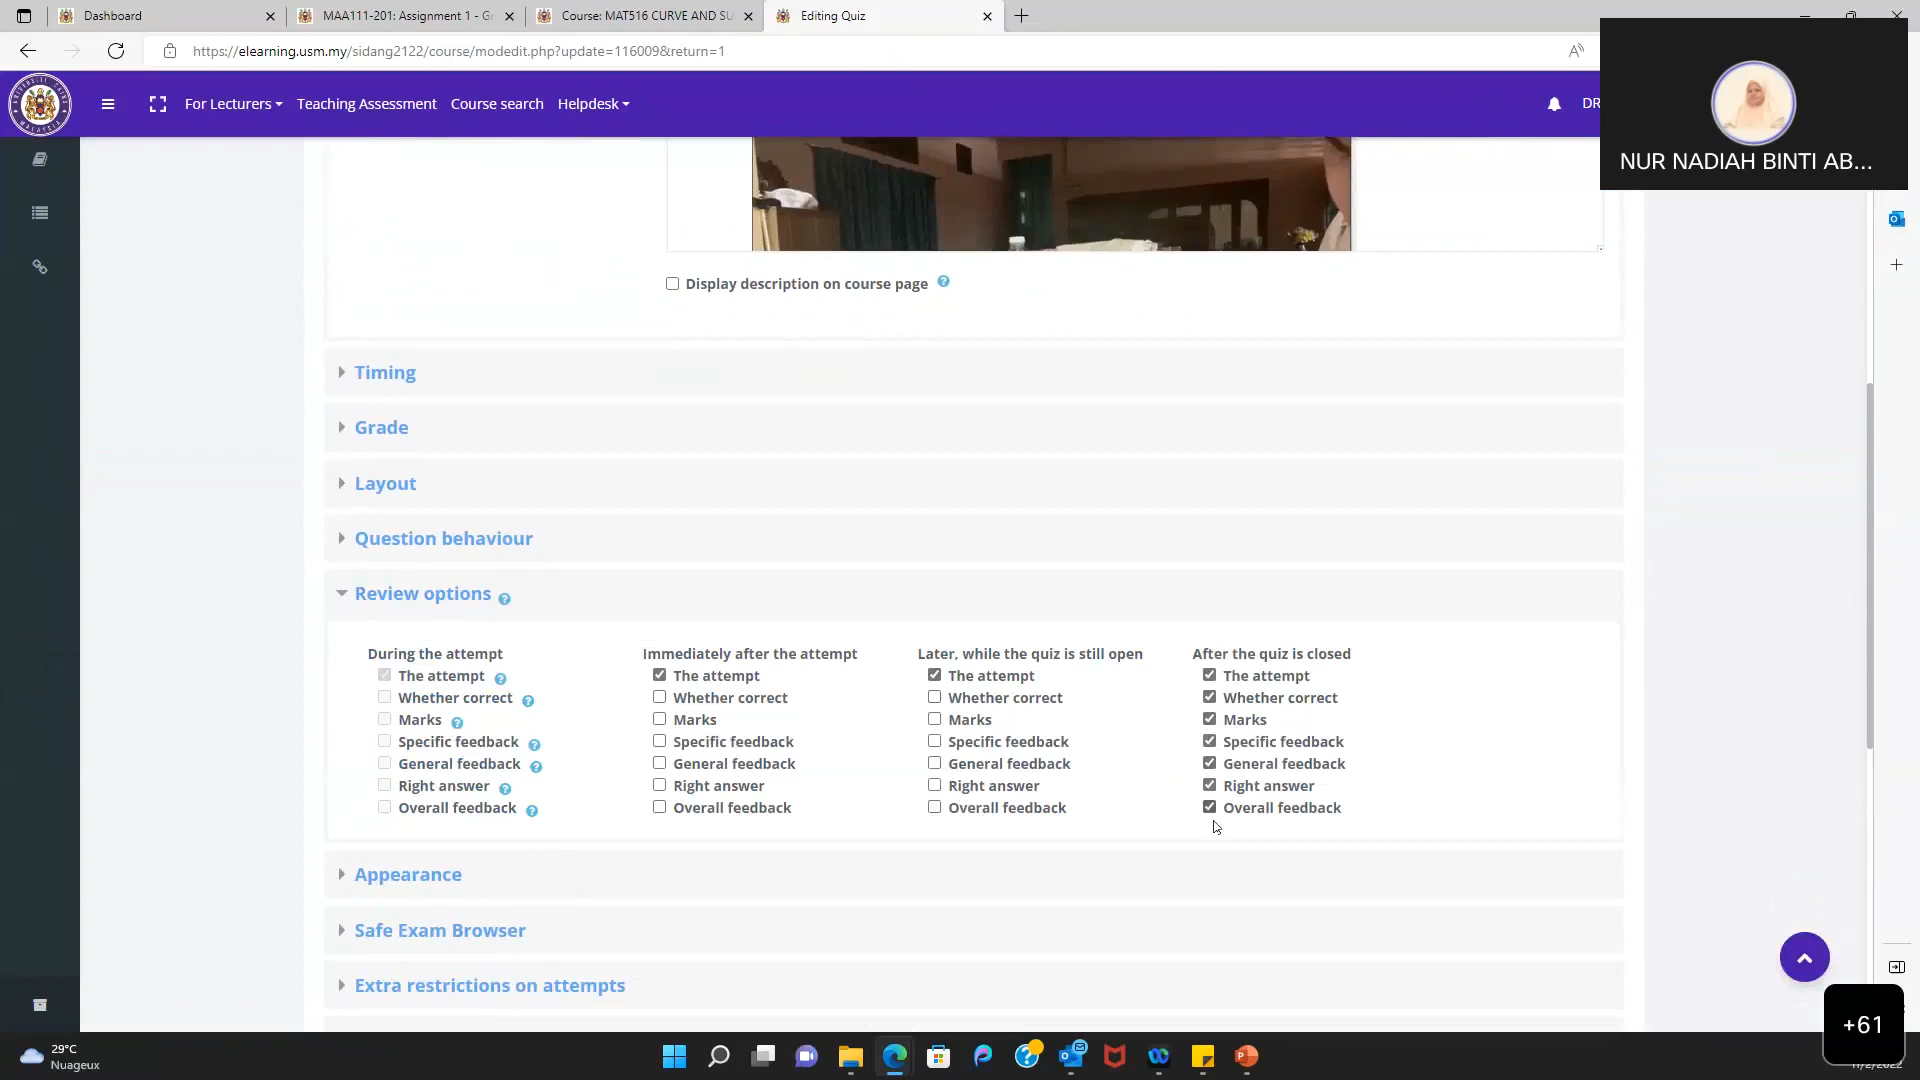 Dashboard
MAA111-201: Assignment 1 - Gr
Course: MAT516 CURVE AND SU
Editing Quiz
https://elearning.usm.my/sidang2122/course/modedit.php?update=116009&return=1
For Lecturers
Teaching Assessment
Course search
Helpdesk
DR
NUR NADIAH BINTI AB...
Display description on course page
Timing
Grade
Layout
Question behaviour
Review options
During the attempt
The attempt
Whether correct
Marks
Specific feedback
General feedback
Right answer
Overall feedback
Immediately after the attempt
The attempt
Whether correct
Marks
Specific feedback
General feedback
Right answer
Overall feedback
Later, while the quiz is still open
The attempt
Whether correct
Marks
Specific feedback
General feedback
Right answer
Overall feedback
After the quiz is closed
The attempt
Whether correct
Marks
Specific feedback
General feedback
Right answer
Overall feedback
Appearance
Safe Exam Browser
Extra restrictions on attempts
+61
29°C
Nuageux